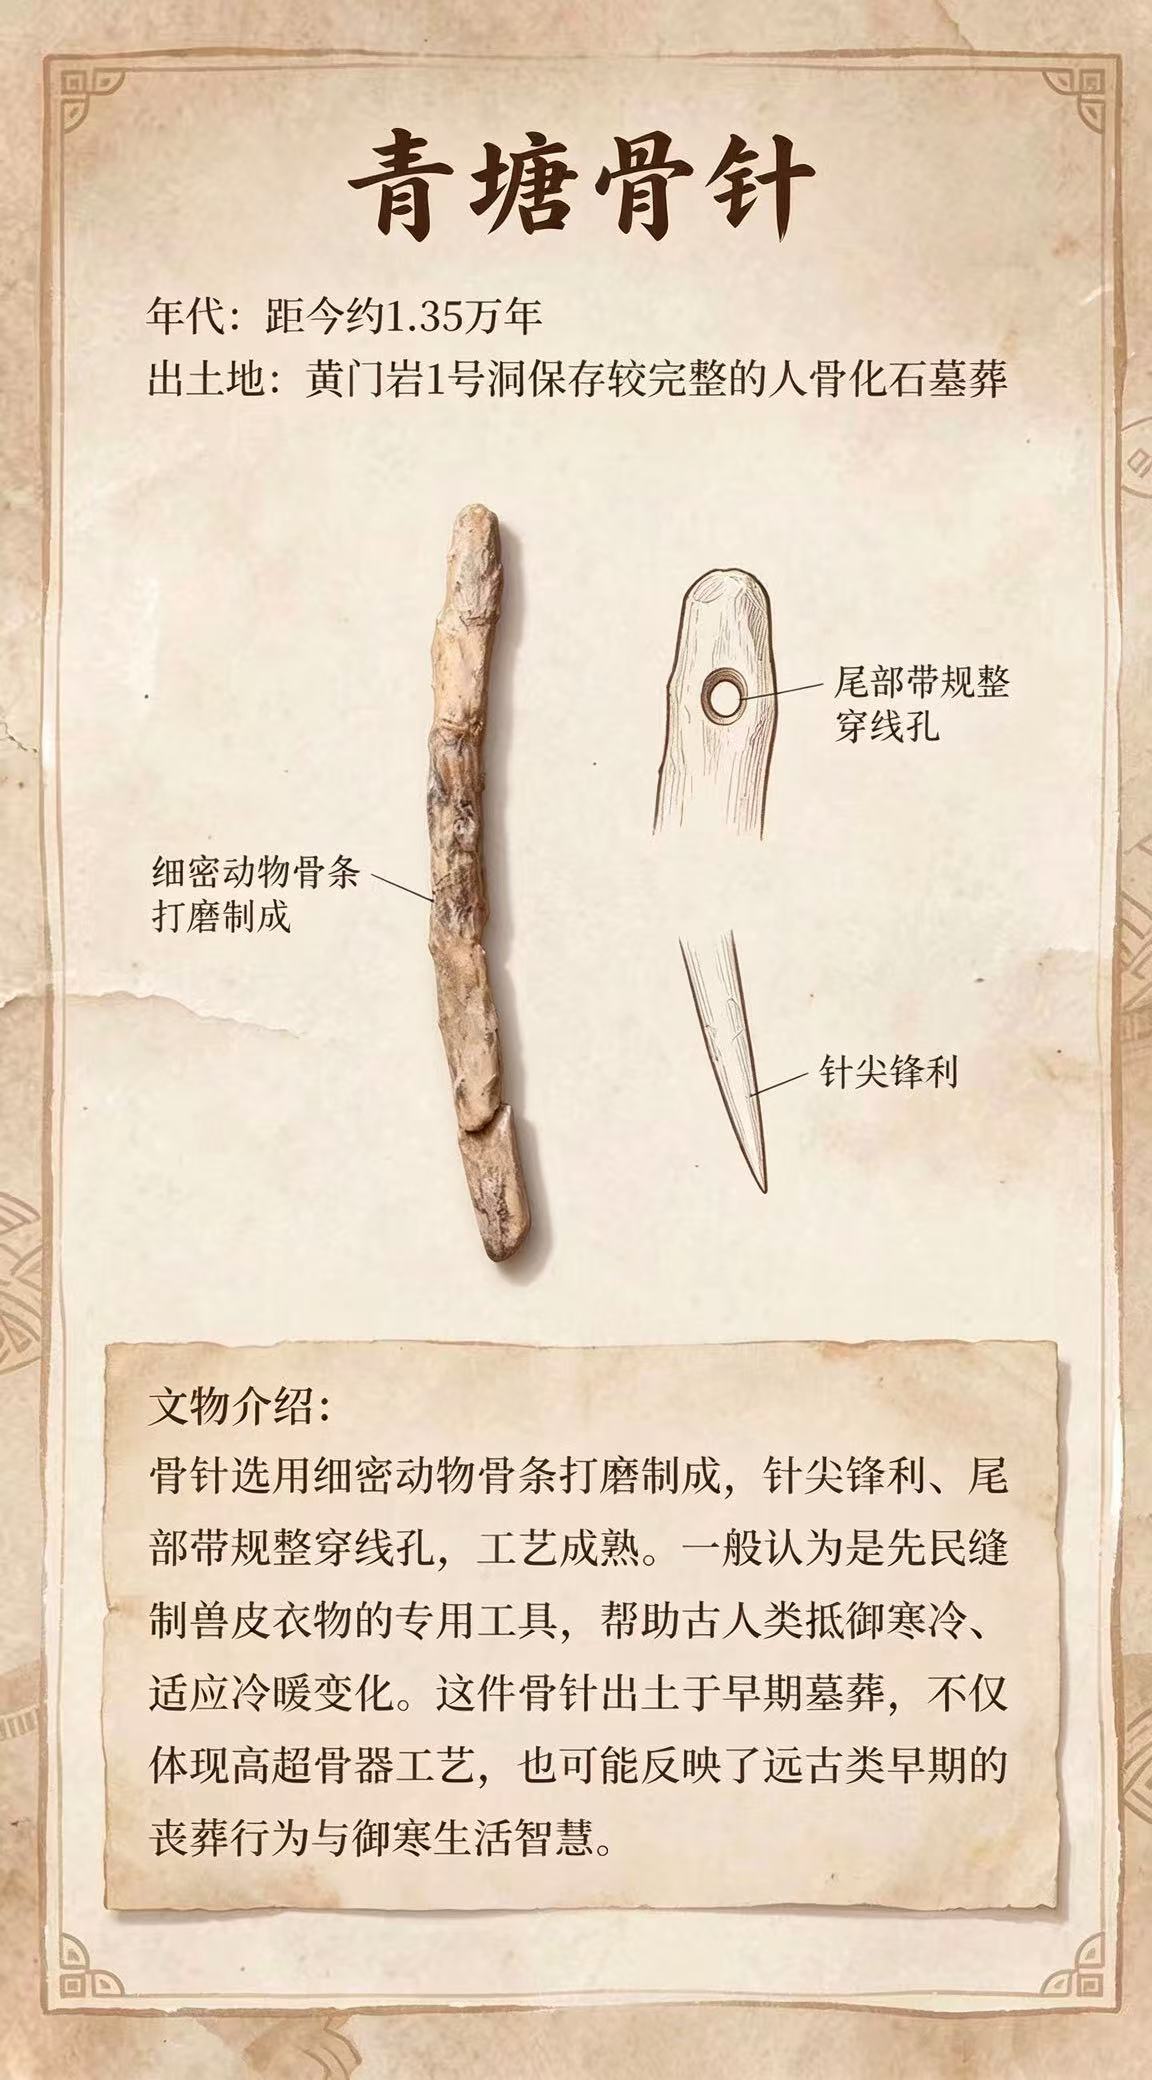 青塘骨针
年代：距今约1.35万年
出土地：黄门岩1号洞保存较完整的人骨化石墓葬
尾部带规整
穿线孔
细密动物骨条
打磨制成
针尖锋利
文物介绍：
骨针选用细密动物骨条打磨制成，针尖锋利、尾
部带规整穿线孔，工艺成熟。一般认为是先民缝
制兽皮衣物的专用工具，帮助古人类抵御寒冷、
适应冷暖变化。这件骨针出土于早期墓葬，不仅
体现高超骨器工艺，也可能反映了远古类早期的
丧葬行为与御寒生活智慧。